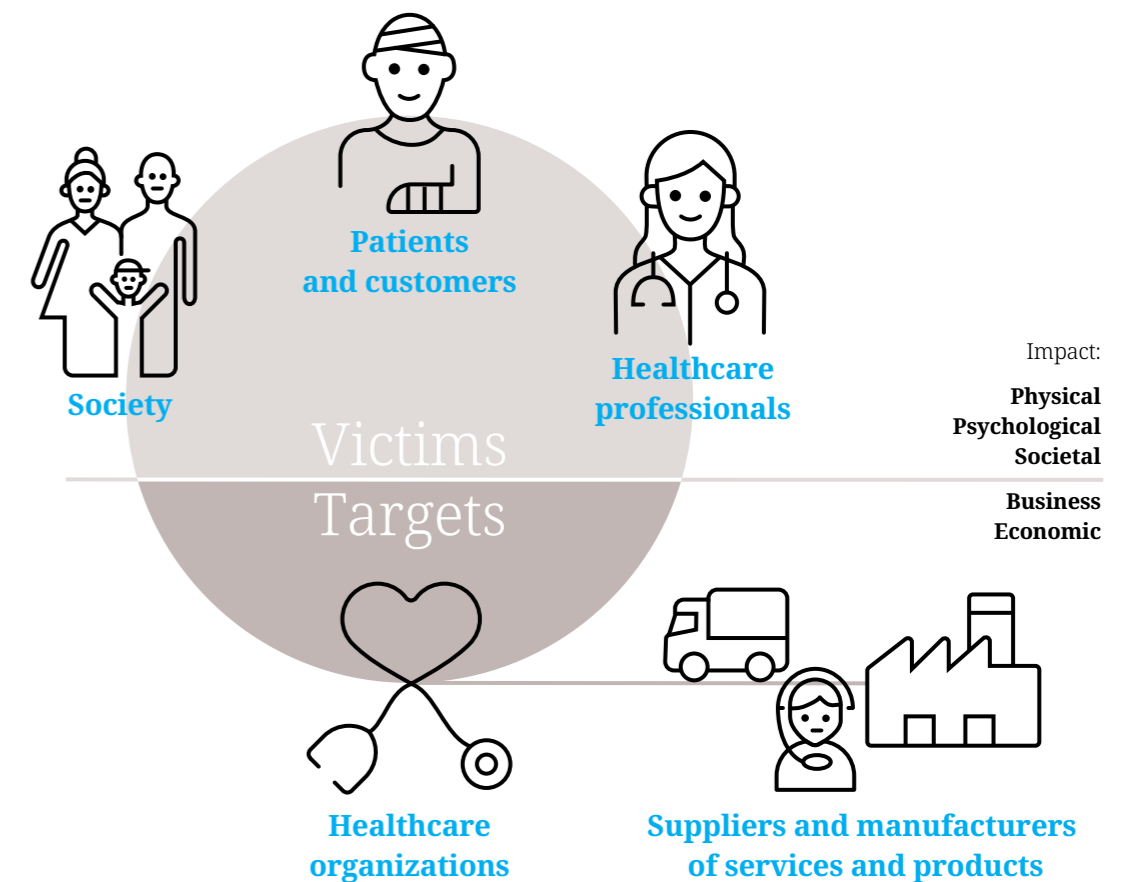 Patients
and customers
Healthcare
professionals
Society
Impact:
Physical
Psychological
Societal
Victims
Targets
Business
Economic
Healthcare
organizations
Suppliers and manufacturers
of services and products